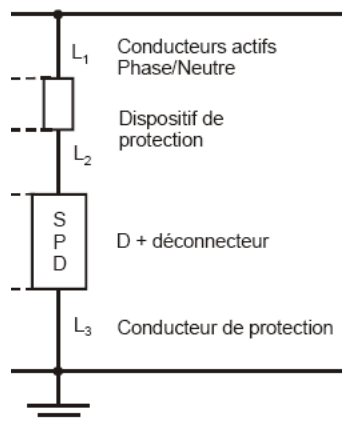 L1
Conducteurs actifs
Phase/Neutre
Dispositif de
protection
L2
S
P
D
D + déconnecteur
L3
Conducteur de protection